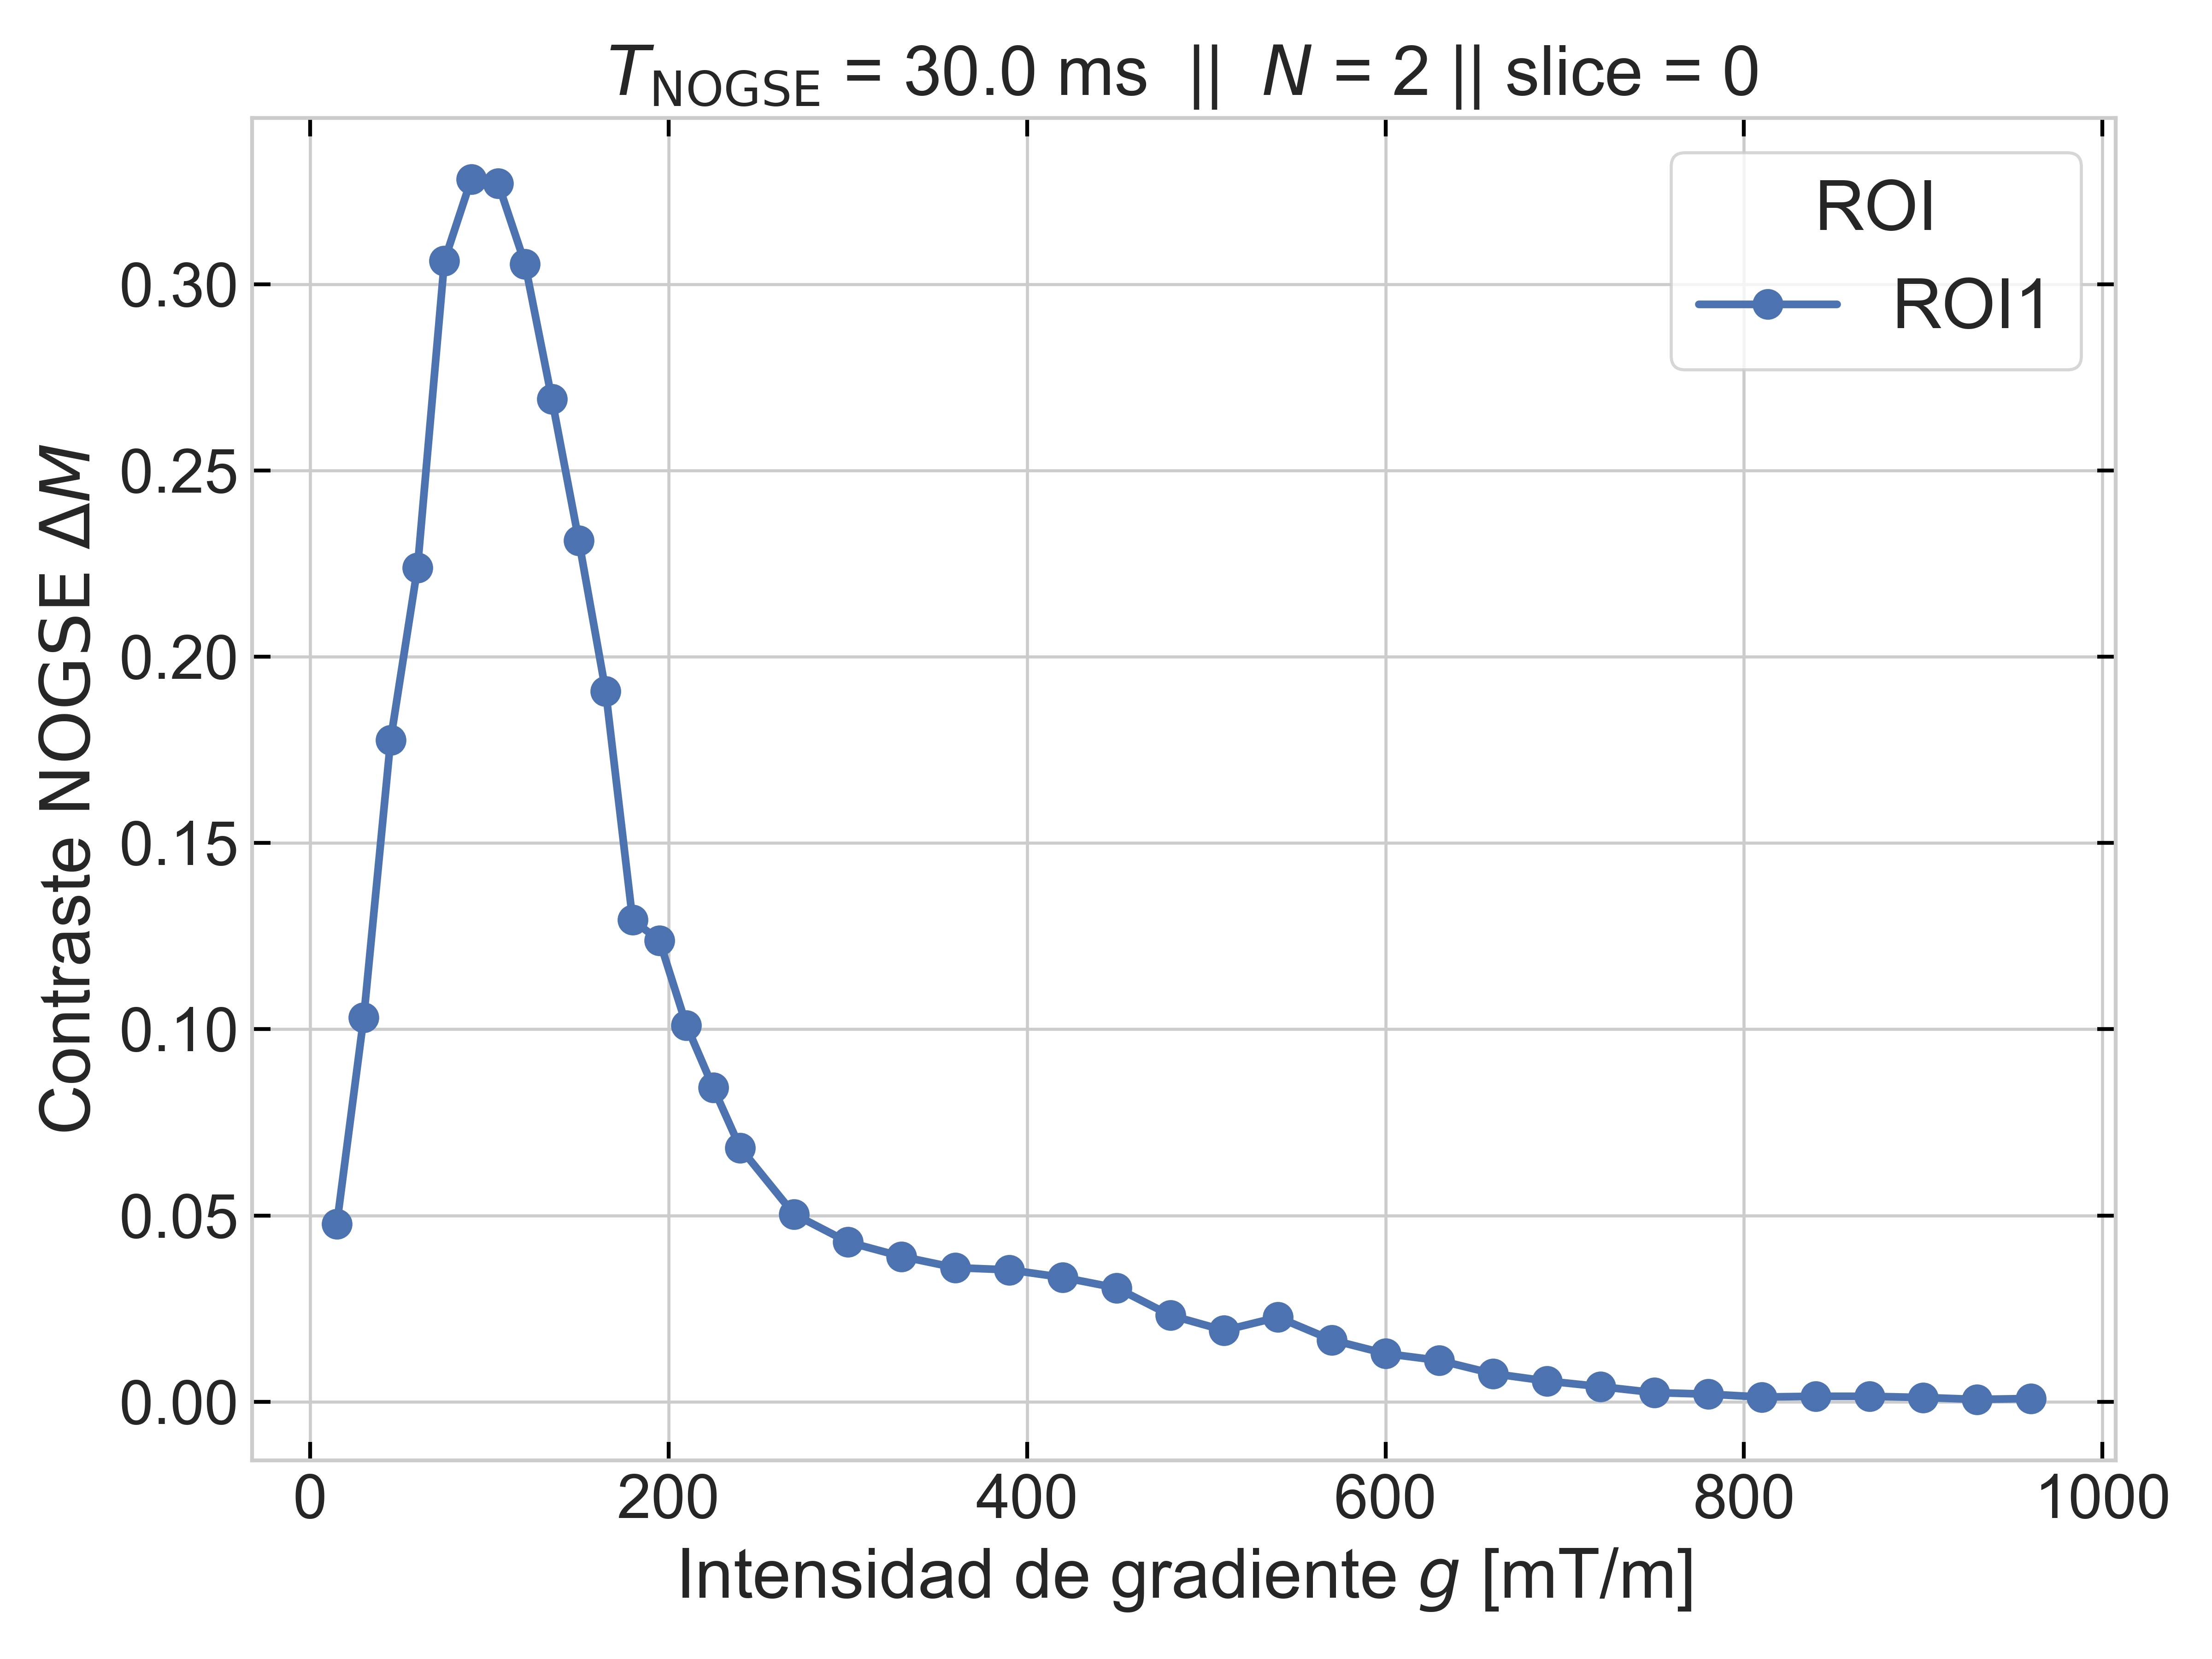 T_NOGSE = 30.0 ms || N = 2 || slice = 0
Contraste NOGSE ΔM
0.30
0.25
0.20
0.15
0.10
0.05
0.00
ROI
ROI1
0 200 400 600 800 1000
Intensidad de gradiente g [mT/m]